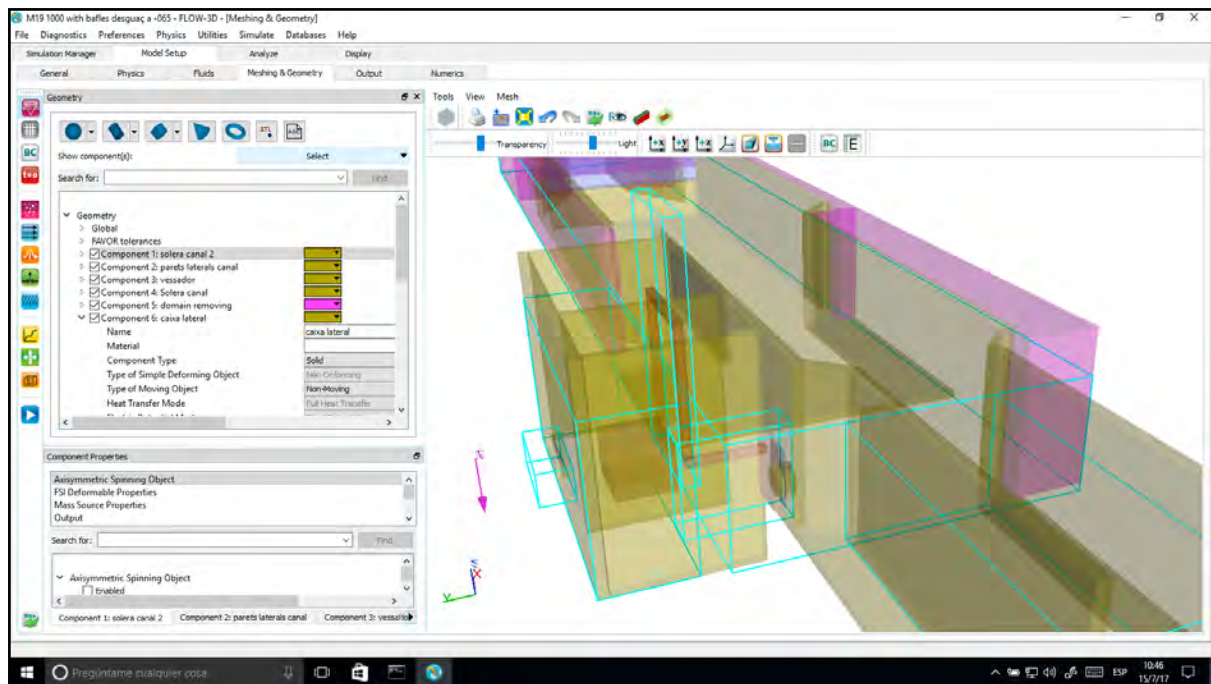 M19 1000 with bafles desguaç a -065 - FLOW-3D - [Meshing & Geometry]
File Diagnostics Preferences Physics Utilities Simulate Databases Help
Simulation Manager Model Setup Analyze Display
General Physics Fluids Meshing & Geometry Output Numerics
Geometry
Tools View Mesh
STL
Show component(s): Select
Transparency Light
BC E
Search for: Find
BC
Geometry
Global
FAVOR tolerances
Component 1: solera canal 2
Component 2: parets laterals canal
Component 3: vessador
Component 4: Solera canal
Component 5: domain removing
Component 6: caixa lateral
Name caixa lateral
Material
Component Type Solid
Type of Simple Deforming Object Non-Deforming
Type of Moving Object Non-Moving
Heat Transfer Mode Full Heat Transfer
Component Properties
Axisymmetric Spinning Object
FSI Deformable Properties
Mass Source Properties
Output
Search for: Find
Axisymmetric Spinning Object
Enabled
Component 1: solera canal 2 Component 2: parets laterals canal Component 3: vessador
Pregúntame cualquier cosa
ESP
10:46
15/7/17